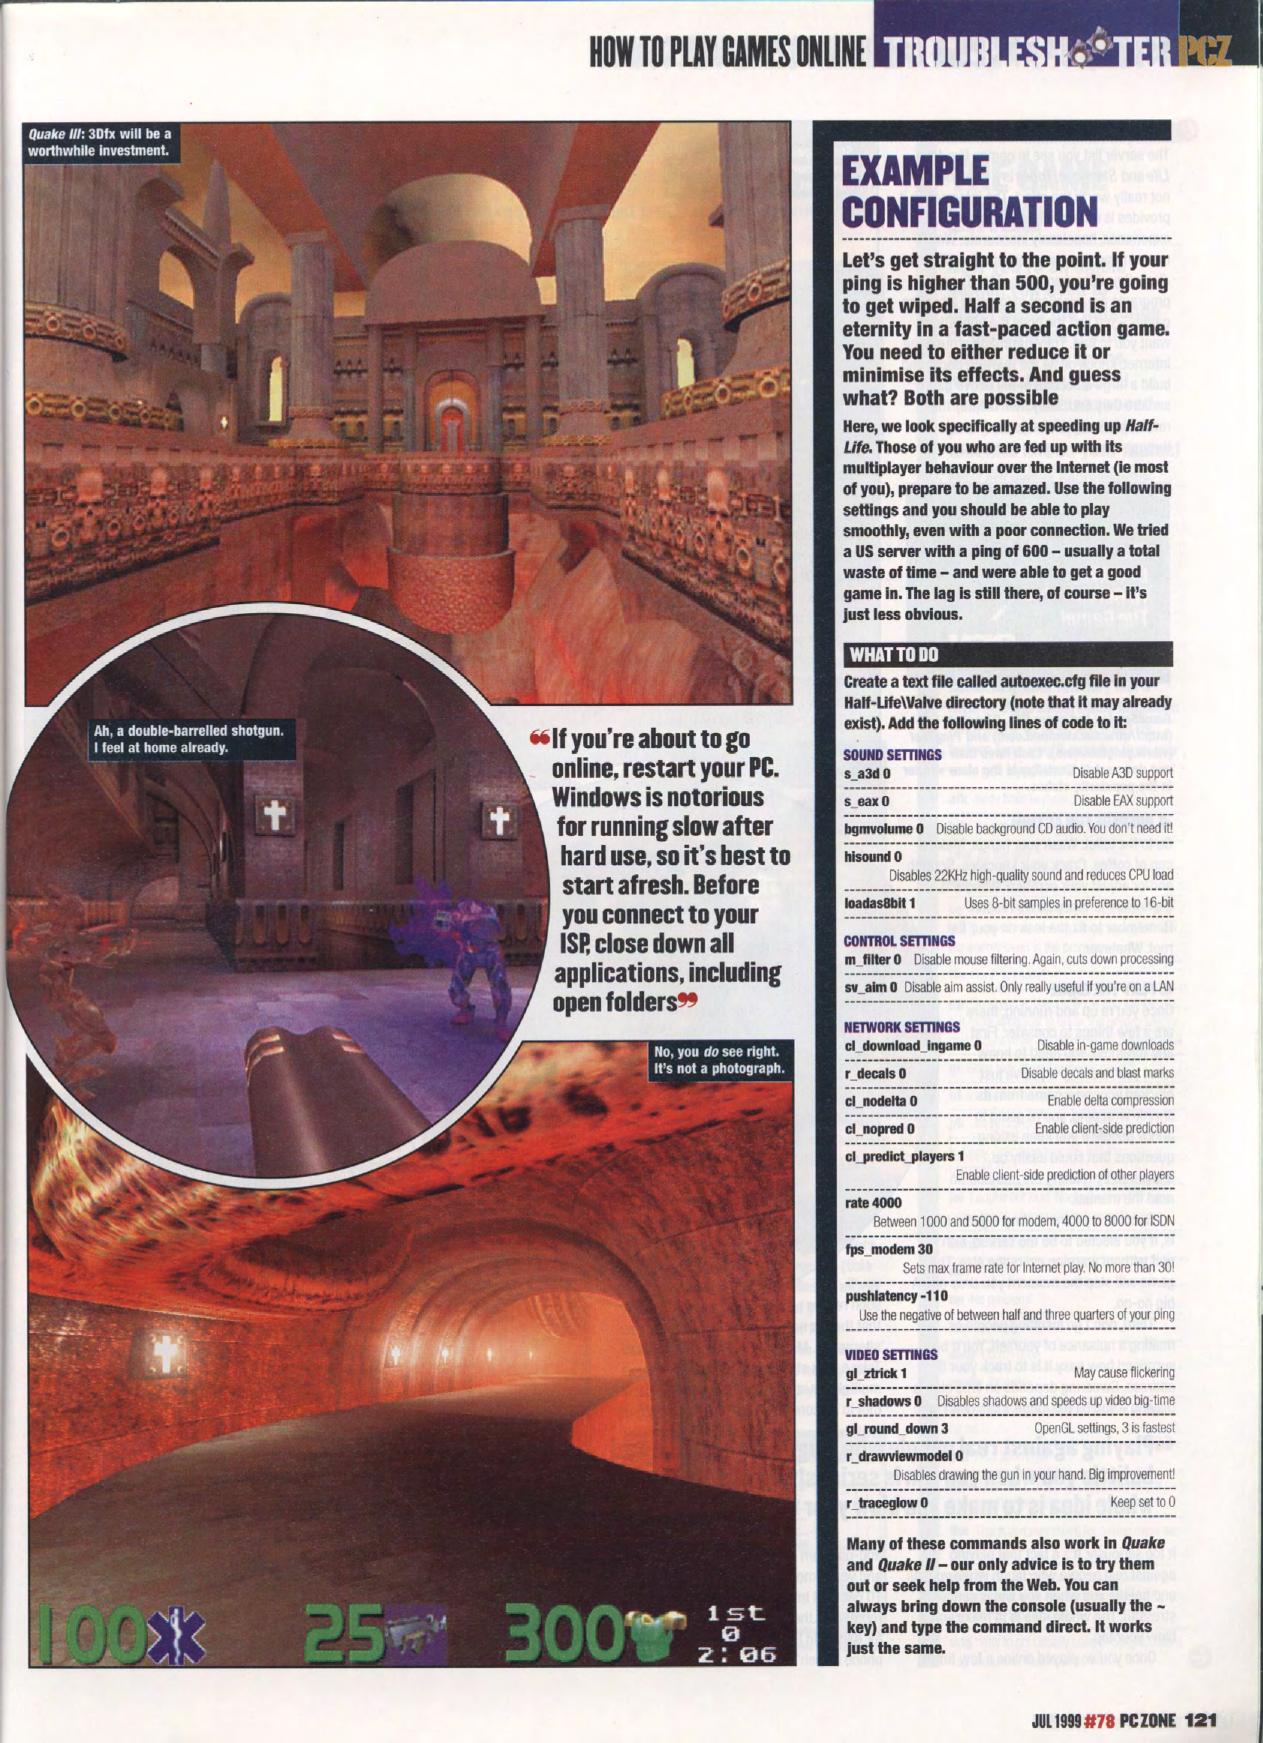 HOW TO PLAY GAMES ONLINE TROUBLESHOOTER PCZ
Quake III: 3Dfx will be a
worthwhile investment.
Ah, a double-barrelled shotgun.
I feel at home already.
❝If you're about to go
online, restart your PC.
Windows is notorious
for running slow after
hard use, so it's best to
start afresh. Before
you connect to your
ISP, close down all
applications, including
open folders❞
No, you do see right.
It's not a photograph.
100
25
300
1st
0
2:06
EXAMPLE
CONFIGURATION
Let's get straight to the point. If your
ping is higher than 500, you're going
to get wiped. Half a second is an
eternity in a fast-paced action game.
You need to either reduce it or
minimise its effects. And guess
what? Both are possible
Here, we look specifically at speeding up Half-
Life. Those of you who are fed up with its
multiplayer behaviour over the Internet (ie most
of you), prepare to be amazed. Use the following
settings and you should be able to play
smoothly, even with a poor connection. We tried
a US server with a ping of 600 – usually a total
waste of time – and were able to get a good
game in. The lag is still there, of course – it's
just less obvious.
WHAT TO DO
Create a text file called autoexec.cfg file in your
Half-Life\Valve directory (note that it may already
exist). Add the following lines of code to it:
SOUND SETTINGS
s_a3d 0 Disable A3D support
s_eax 0 Disable EAX support
bgmvolume 0 Disable background CD audio. You don't need it!
hisound 0
Disables 22KHz high-quality sound and reduces CPU load
loadas8bit 1 Uses 8-bit samples in preference to 16-bit
CONTROL SETTINGS
m_filter 0 Disable mouse filtering. Again, cuts down processing
sv_aim 0 Disable aim assist. Only really useful if you're on a LAN
NETWORK SETTINGS
cl_download_ingame 0 Disable in-game downloads
r_decals 0 Disable decals and blast marks
cl_nodelta 0 Enable delta compression
cl_nopred 0 Enable client-side prediction
cl_predict_players 1
Enable client-side prediction of other players
rate 4000
Between 1000 and 5000 for modem, 4000 to 8000 for ISDN
fps_modem 30
Sets max frame rate for Internet play. No more than 30!
pushlatency -110
Use the negative of between half and three quarters of your ping
VIDEO SETTINGS
gl_ztrick 1 May cause flickering
r_shadows 0 Disables shadows and speeds up video big-time
gl_round_down 3 OpenGL settings, 3 is fastest
r_drawviewmodel 0
Disables drawing the gun in your hand. Big improvement!
r_traceglow 0 Keep set to 0
Many of these commands also work in Quake
and Quake II – our only advice is to try them
out or seek help from the Web. You can
always bring down the console (usually the ~
key) and type the command direct. It works
just the same.
JUL 1999 #78 PC ZONE 121